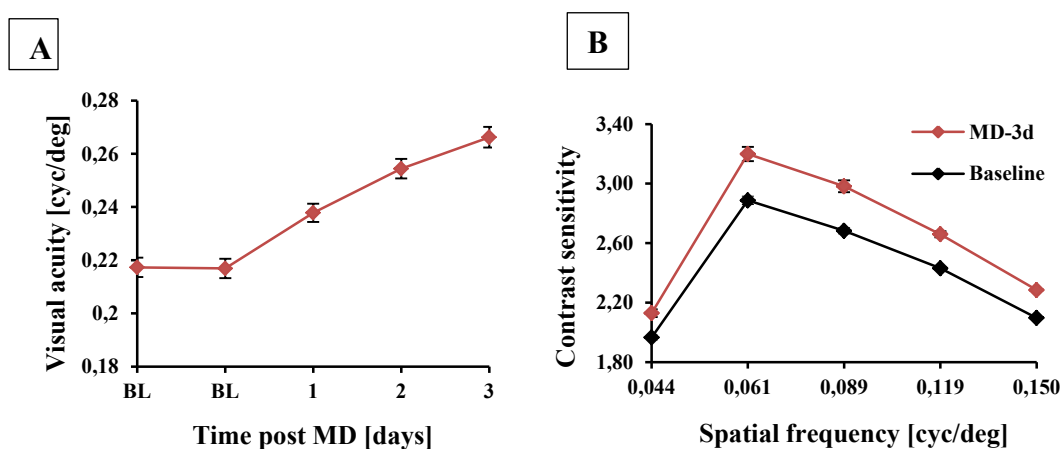 A
Visual acuity [cyc/deg]
0,28
0,26
0,24
0,22
0,2
0,18
BL BL 1 2 3
Time post MD [days]
B
Contrast sensitivity
3,40
3,00
2,60
2,20
1,80
MD-3d
Baseline
0,044 0,061 0,089 0,119 0,150
Spatial frequency [cyc/deg]